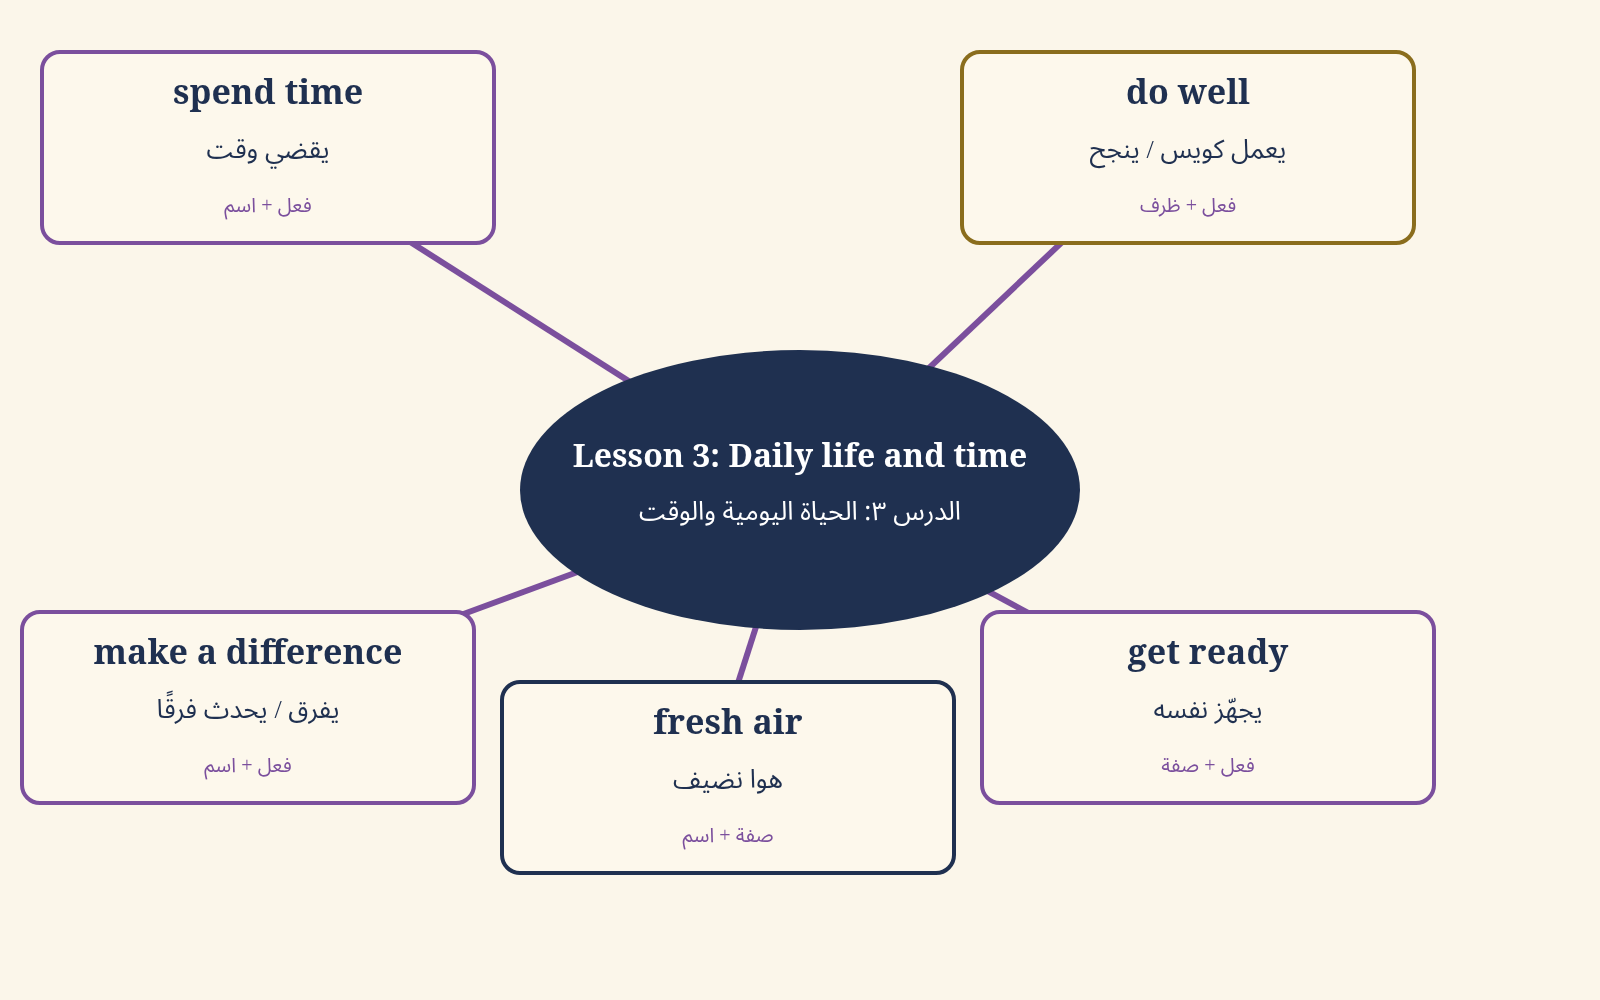 spend time
يقضي وقت
فعل + اسم
do well
يعمل كويس / ينجح
فعل + ظرف
Lesson 3: Daily life and time
الدرس ٣: الحياة اليومية والوقت
make a difference
يفرق / يحدث فرقًا
فعل + اسم
fresh air
هوا نضيف
صفة + اسم
get ready
يجهّز نفسه
فعل + صفة